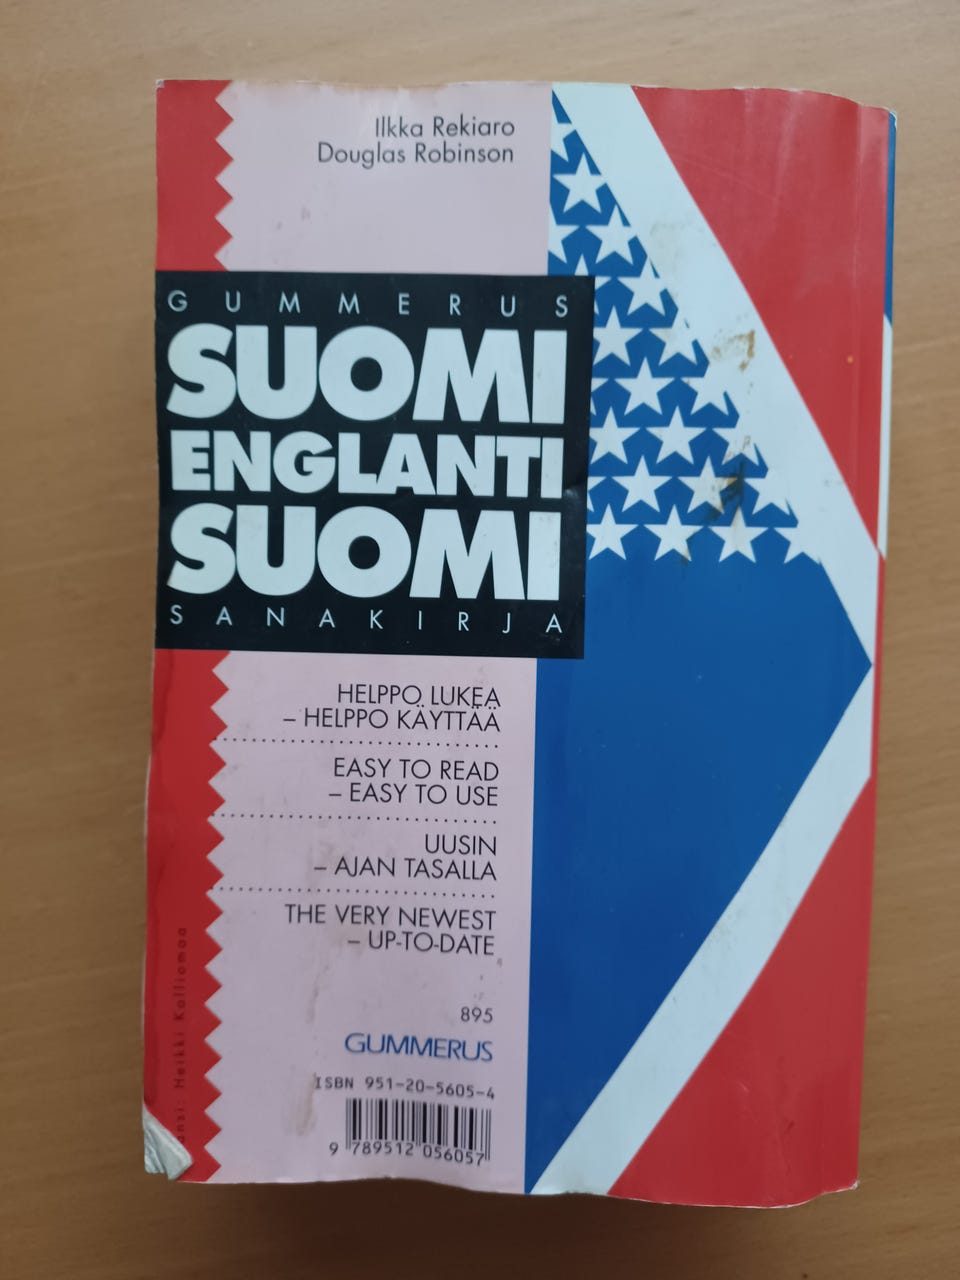 Ilkka Rekiaro
Douglas Robinson
GUMMERUS
SUOMI
ENGLANTI
SUOMI
SANAKIRJA
HELPPO LUKEA
– HELPPO KÄYTTÄÄ
EASY TO READ
– EASY TO USE
UUSIN
– AJAN TASALLA
THE VERY NEWEST
– UP-TO-DATE
895
GUMMERUS
ISBN 951-20-5605-4
9 789512 056057
Heikki Kalliomaa